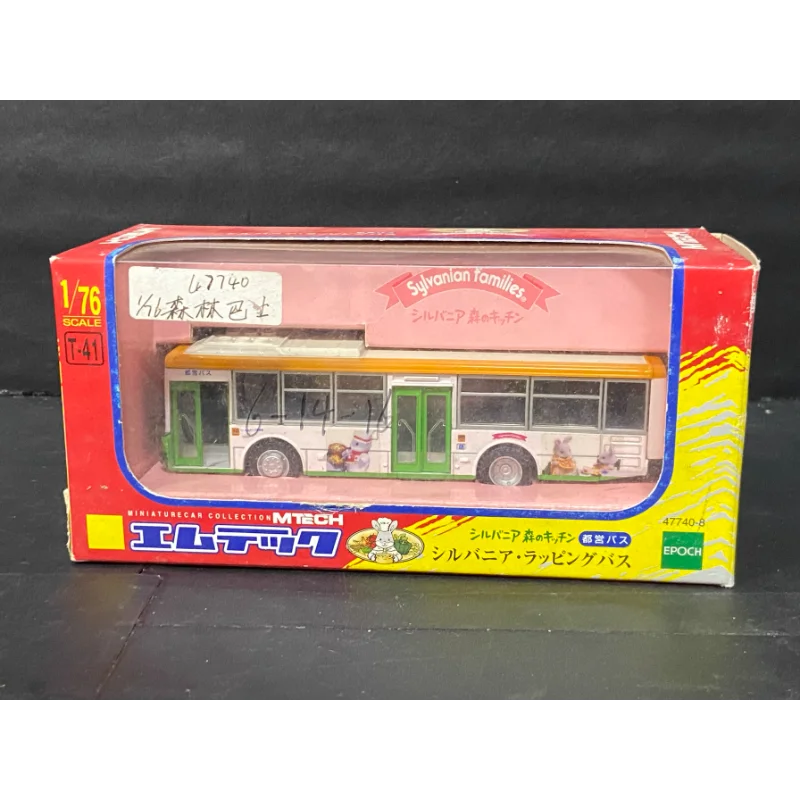 MTECH
1/76
SCALE
T-41
47740
1/76森林巴士
Sylvanian families®
シルバニア 森のキッチン
都営バス
6-14-16
MINIATURECAR COLLECTION MTECH
エムテック
シルバニア 森のキッチン 都営バス
シルバニア・ラッピングバス
47740-8
EPOCH